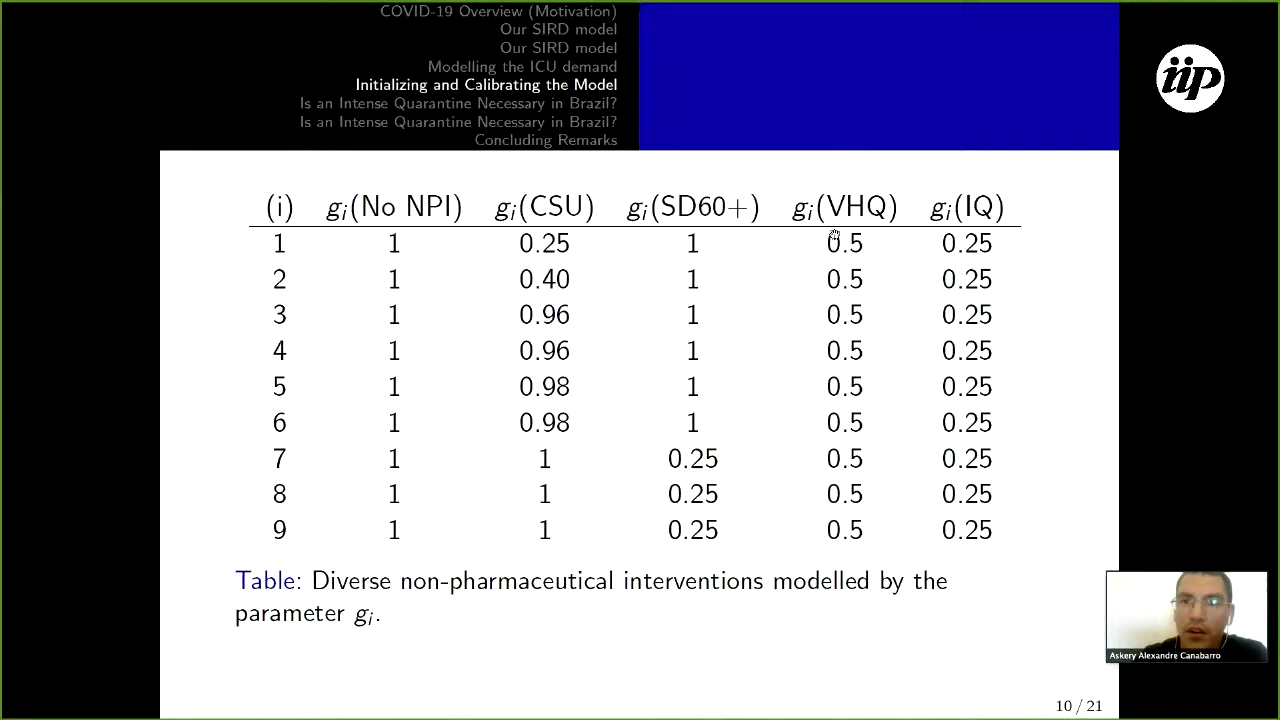 COVID-19 Overview (Motivation)
Our SIRD model
Our SIRD model
Modelling the ICU demand
Initializing and Calibrating the Model
Is an Intense Quarantine Necessary in Brazil?
Is an Intense Quarantine Necessary in Brazil?
Concluding Remarks
iip
(i) gi(No NPI) gi(CSU) gi(SD60+) gi(VHQ) gi(IQ)
1 1 0.25 1 0.5 0.25
2 1 0.40 1 0.5 0.25
3 1 0.96 1 0.5 0.25
4 1 0.96 1 0.5 0.25
5 1 0.98 1 0.5 0.25
6 1 0.98 1 0.5 0.25
7 1 1 0.25 0.5 0.25
8 1 1 0.25 0.5 0.25
9 1 1 0.25 0.5 0.25
Table: Diverse non-pharmaceutical interventions modelled by the
parameter gi.
Askery Alexandre Canabarro
10 / 21